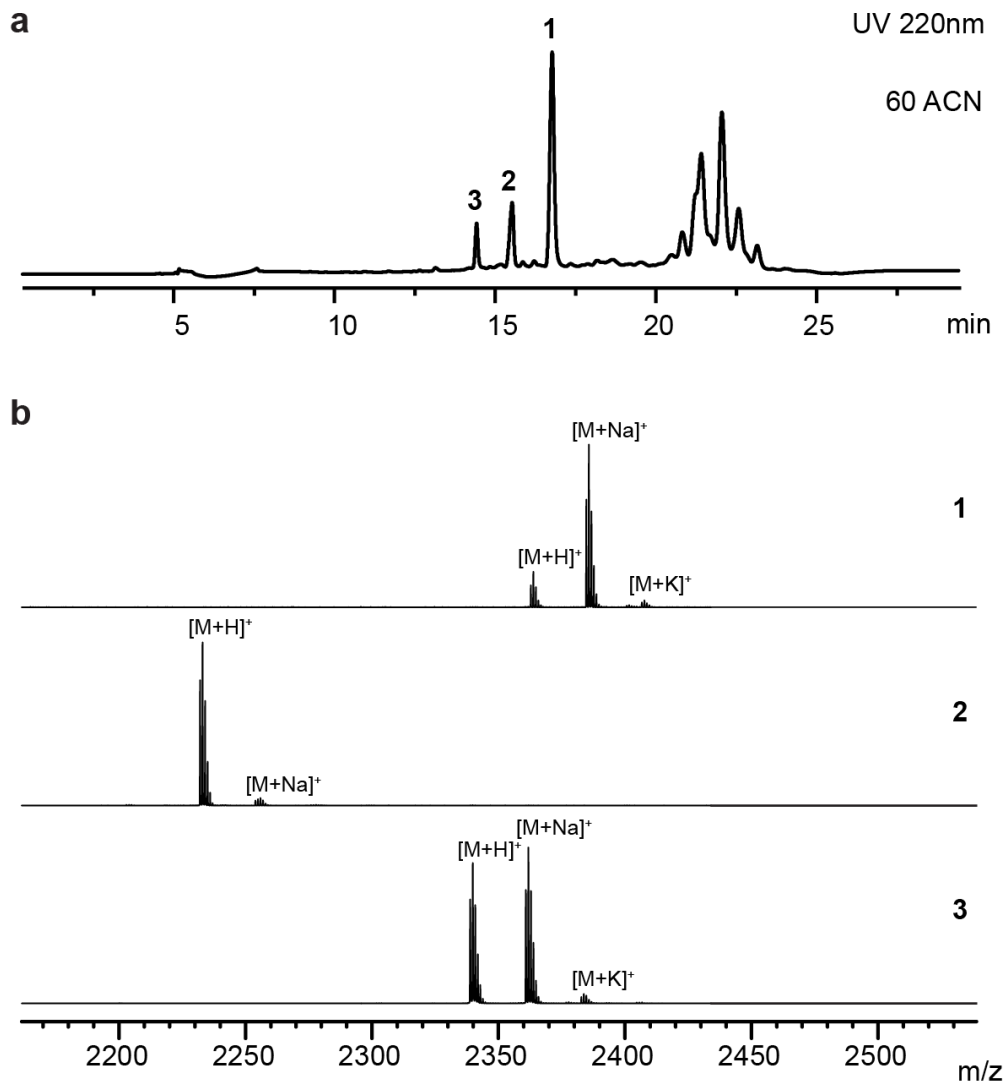 a
UV 220nm
60 ACN
1
2
3
5 10 15 20 25 min
b
[M+Na]⁺
[M+H]⁺
[M+K]⁺
1
[M+H]⁺
[M+Na]⁺
2
[M+Na]⁺
[M+H]⁺
[M+K]⁺
3
2200 2250 2300 2350 2400 2450 2500
m/z